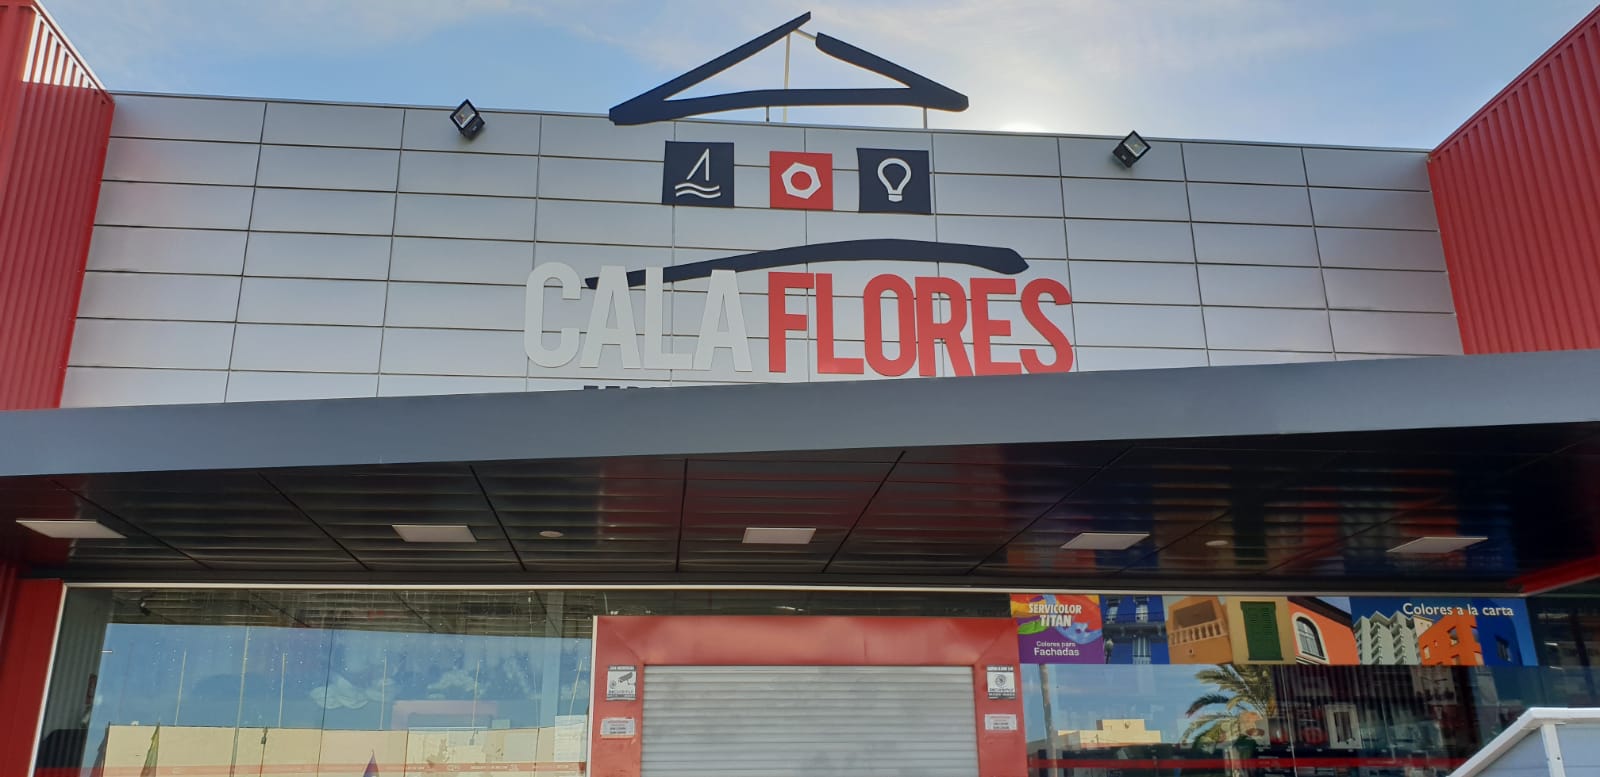 CALA FLORES
SERVICOLOR
TITAN
Colores para
Fachadas
Colores a la carta